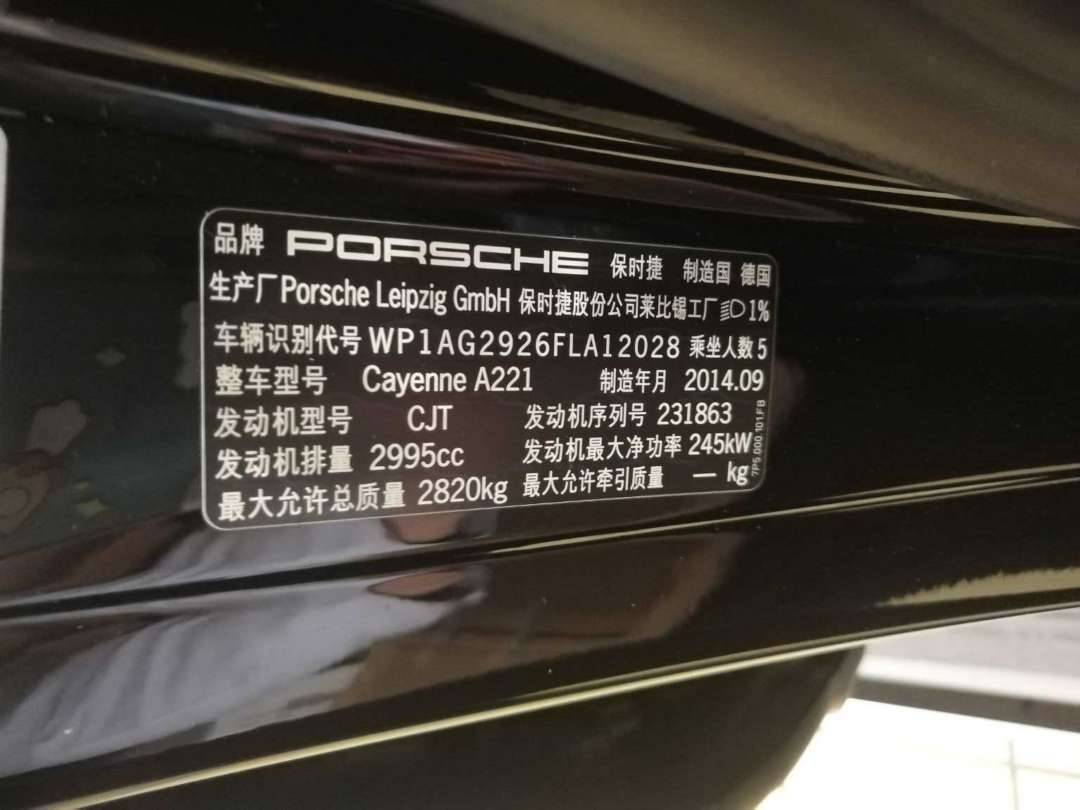 品牌 PORSCHE 保时捷 制造国 德国
生产厂 Porsche Leipzig GmbH 保时捷股份公司莱比锡工厂 1%
车辆识别代号 WP1AG2926FLA12028 乘坐人数 5
整车型号 Cayenne A221 制造年月 2014.09
发动机型号 CJT 发动机序列号 231863
发动机排量 2995cc 发动机最大净功率 245kW
最大允许总质量 2820kg 最大允许牵引质量 — kg
7P5.000.101.FB